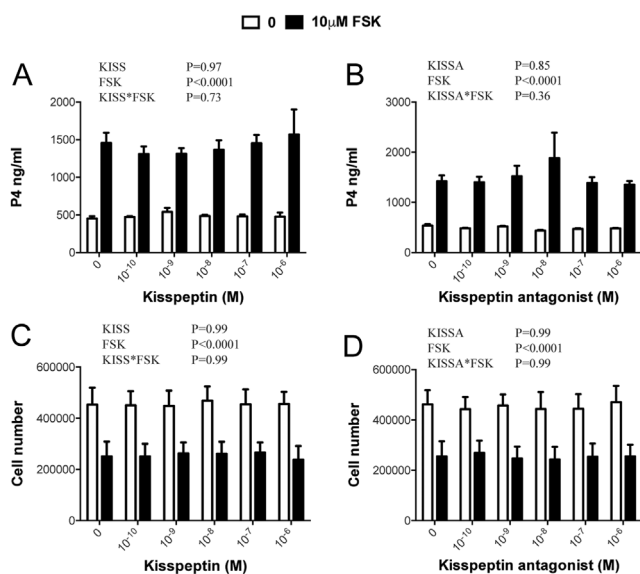 0 10μM FSK
A
KISS P=0.97
FSK P<0.0001
KISS*FSK P=0.73
P4 ng/ml
2000
1500
1000
500
0
0 10-10 10-9 10-8 10-7 10-6
Kisspeptin (M)
B
KISSA P=0.85
FSK P<0.0001
KISSA*FSK P=0.36
P4 ng/ml
3000
2000
1000
0
0 10-10 10-9 10-8 10-7 10-6
Kisspeptin antagonist (M)
C
KISS P=0.99
FSK P<0.0001
KISS*FSK P=0.99
Cell number
600000
400000
200000
0
0 10-10 10-9 10-8 10-7 10-6
Kisspeptin (M)
D
KISSA P=0.99
FSK P<0.0001
KISSA*FSK P=0.99
Cell number
600000
400000
200000
0
0 10-10 10-9 10-8 10-7 10-6
Kisspeptin antagonist (M)